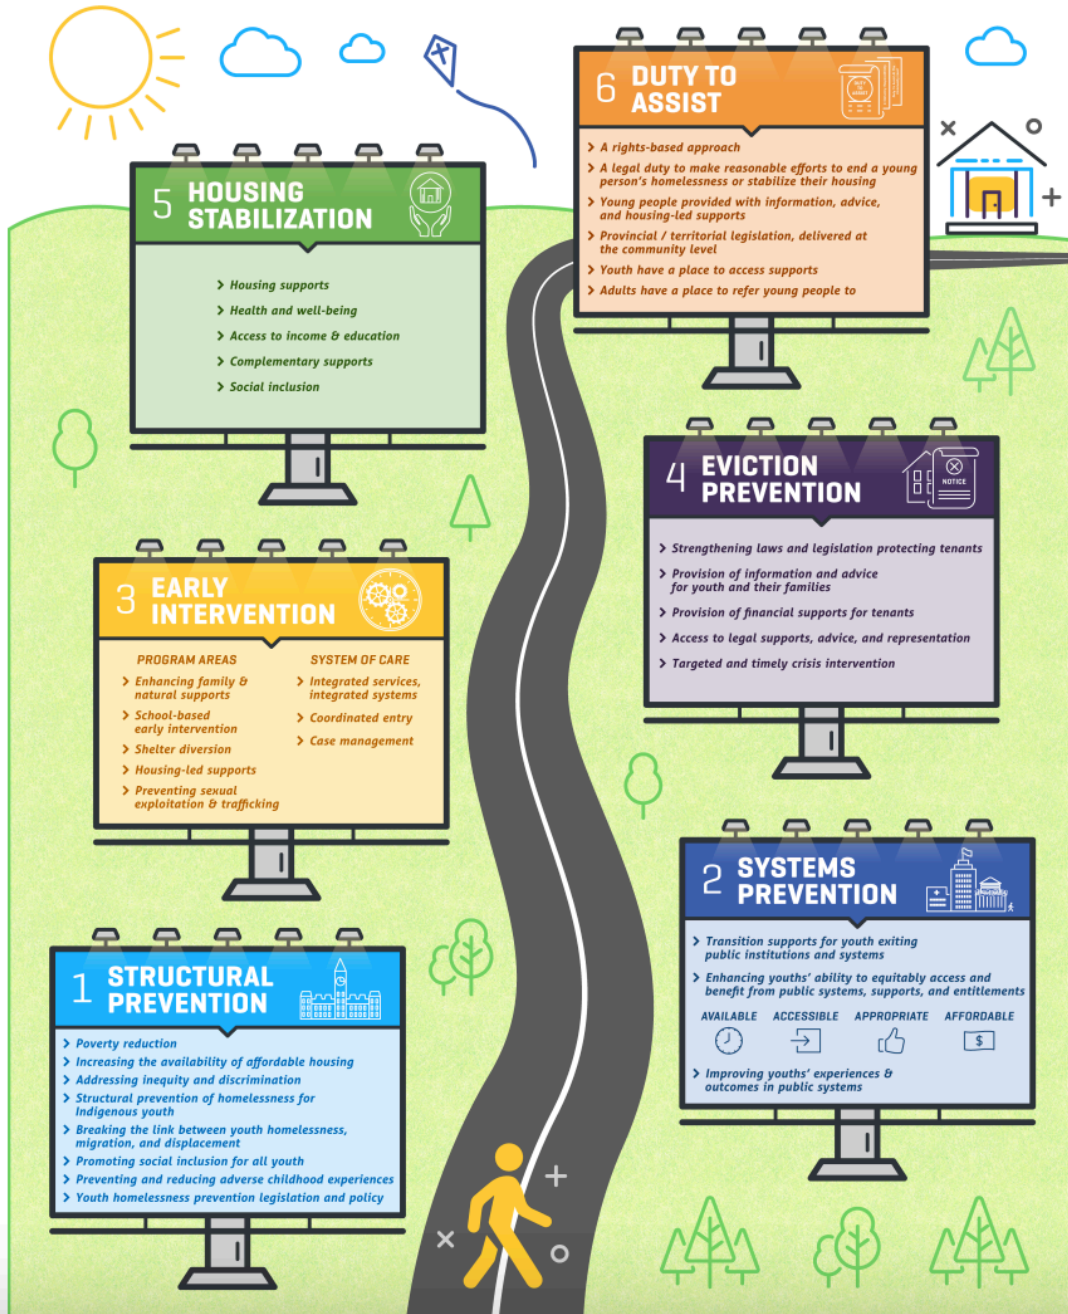 6 DUTY TO
ASSIST
> A rights-based approach
> A legal duty to make reasonable efforts to end a young
person's homelessness or stabilize their housing
> Young people provided with information, advice,
and housing-led supports
> Provincial / territorial legislation, delivered at
the community level
> Youth have a place to access supports
> Adults have a place to refer young people to
5 HOUSING
STABILIZATION
> Housing supports
> Health and well-being
> Access to income & education
> Complementary supports
> Social inclusion
4 EVICTION
PREVENTION
NOTICE
> Strengthening laws and legislation protecting tenants
> Provision of information and advice
for youth and their families
> Provision of financial supports for tenants
> Access to legal supports, advice, and representation
> Targeted and timely crisis intervention
3 EARLY
INTERVENTION
PROGRAM AREAS
> Enhancing family &
natural supports
> School-based
early intervention
> Shelter diversion
> Housing-led supports
> Preventing sexual
exploitation & trafficking
SYSTEM OF CARE
> Integrated services,
integrated systems
> Coordinated entry
> Case management
2 SYSTEMS
PREVENTION
> Transition supports for youth exiting
public institutions and systems
> Enhancing youths' ability to equitably access and
benefit from public systems, supports, and entitlements
AVAILABLE ACCESSIBLE APPROPRIATE AFFORDABLE
$
> Improving youths' experiences &
outcomes in public systems
1 STRUCTURAL
PREVENTION
> Poverty reduction
> Increasing the availability of affordable housing
> Addressing inequity and discrimination
> Structural prevention of homelessness for
Indigenous youth
> Breaking the link between youth homelessness,
migration, and displacement
> Promoting social inclusion for all youth
> Preventing and reducing adverse childhood experiences
> Youth homelessness prevention legislation and policy